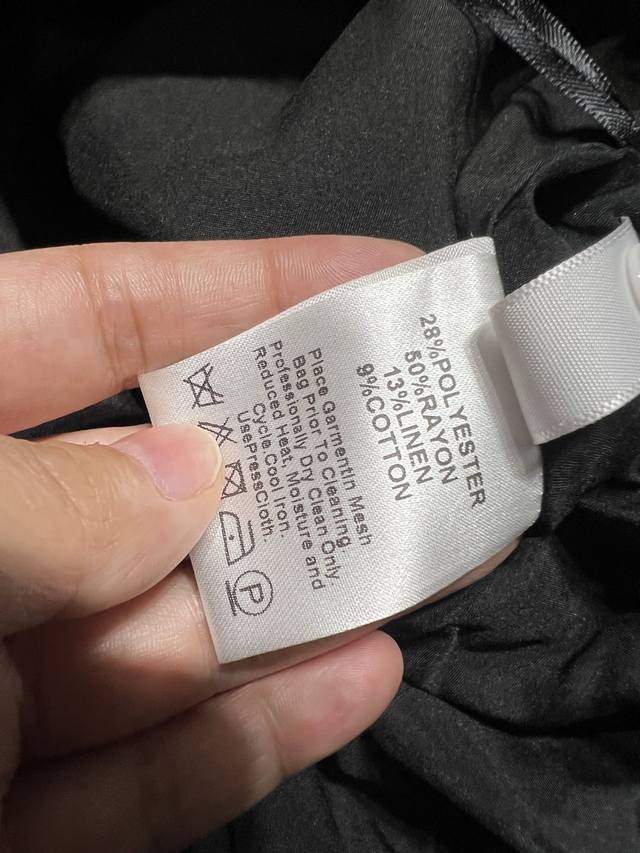 28%POLYESTER
50%RAYON
13%LINEN
9%COTTON
Place Garmentin Mesh
Bag Prior To Cleaning
Professionally Dry Clean Only.
Reduced Heat, Moisture and
Cycle.Cool Iron.
UsePressCloth.
P